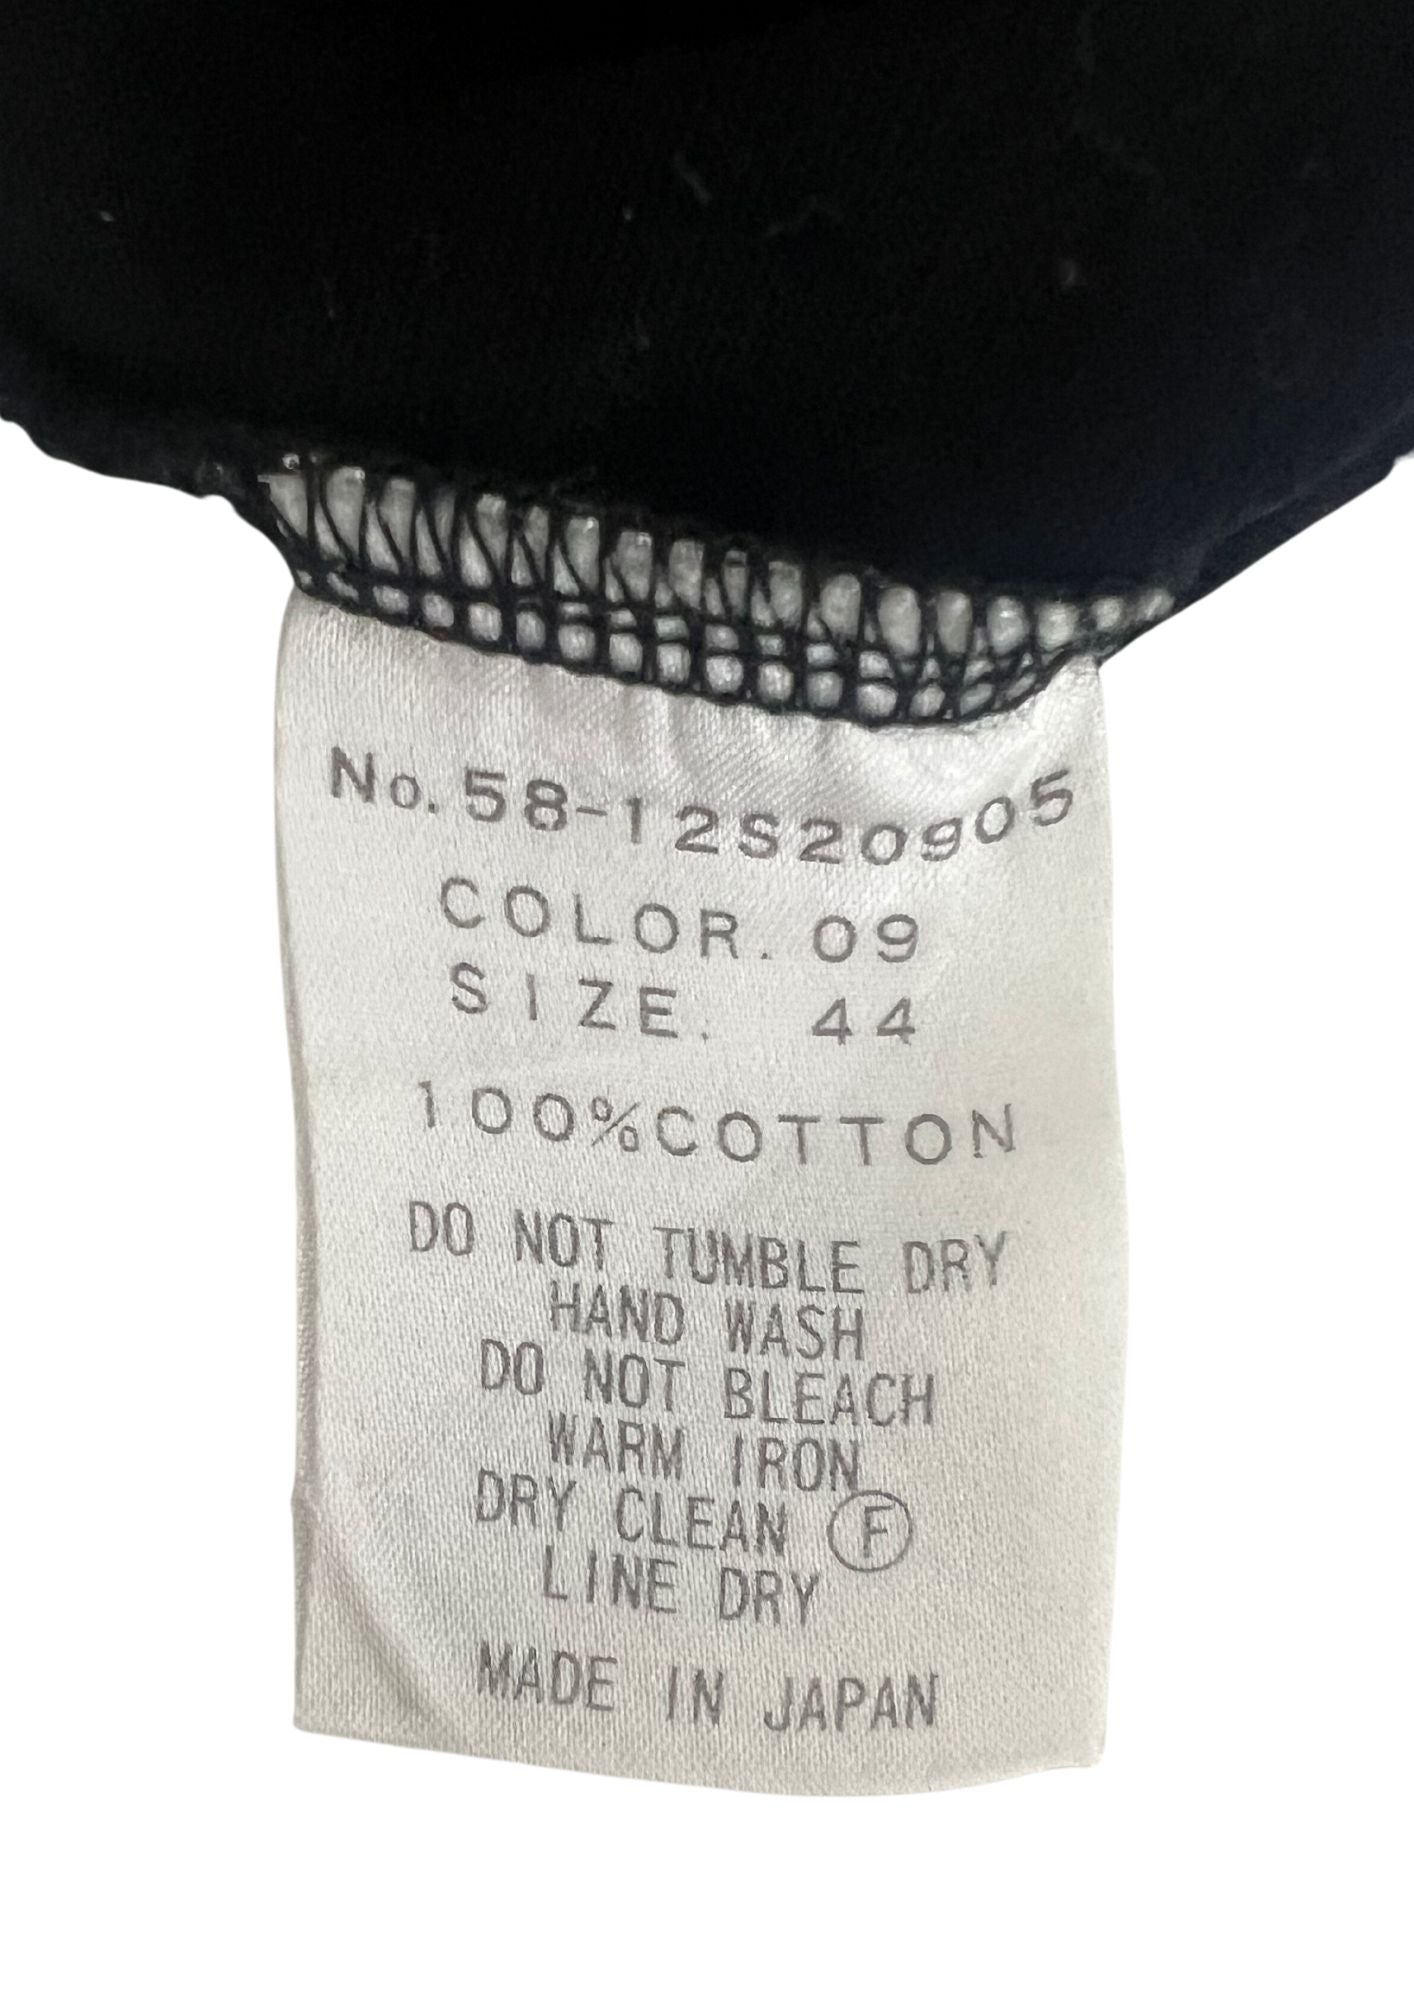 No. 58-12S20905
COLOR. 09
SIZE. 44
100%COTTON
DO NOT TUMBLE DRY
HAND WASH
DO NOT BLEACH
WARM IRON
DRY CLEAN Ⓕ
LINE DRY
MADE IN JAPAN